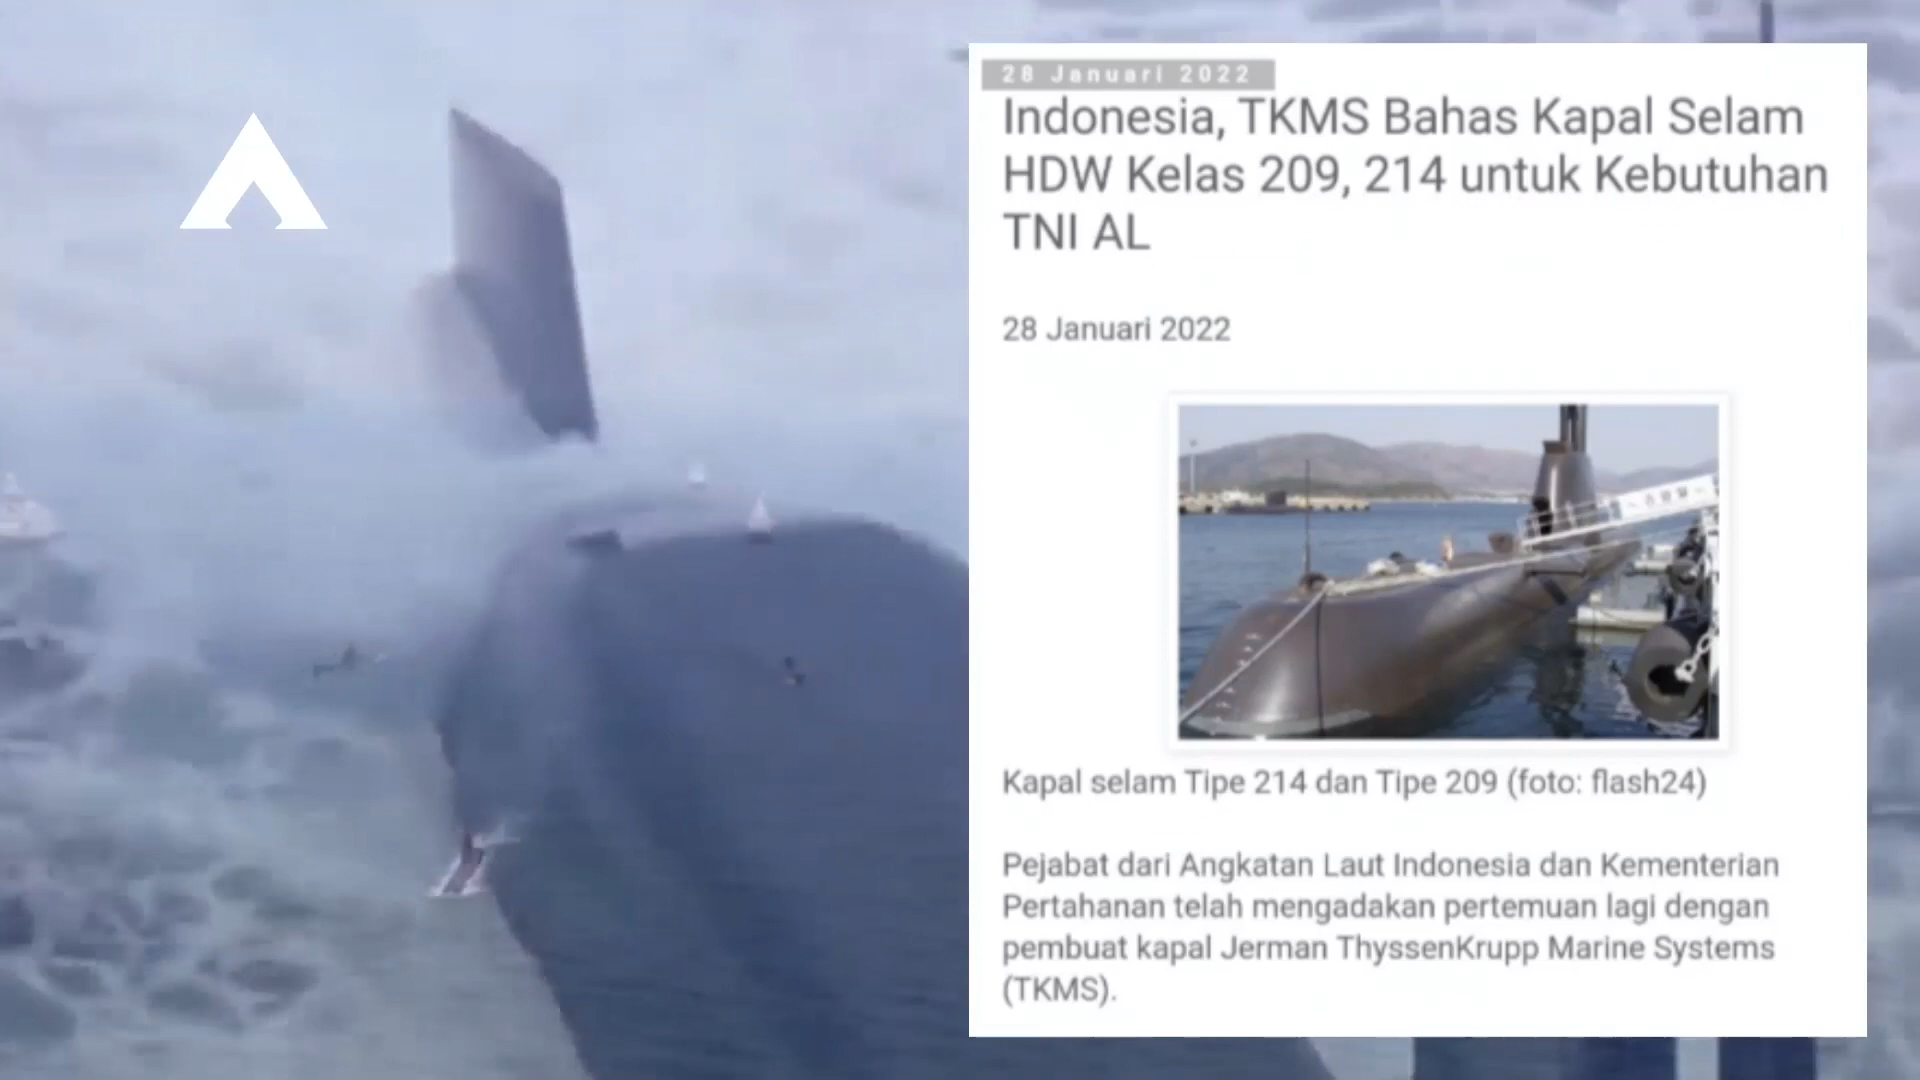 28 Januari 2022
Indonesia, TKMS Bahas Kapal Selam
HDW Kelas 209, 214 untuk Kebutuhan
TNI AL
28 Januari 2022
Kapal selam Tipe 214 dan Tipe 209 (foto: flash24)
Pejabat dari Angkatan Laut Indonesia dan Kementerian
Pertahanan telah mengadakan pertemuan lagi dengan
pembuat kapal Jerman ThyssenKrupp Marine Systems
(TKMS).